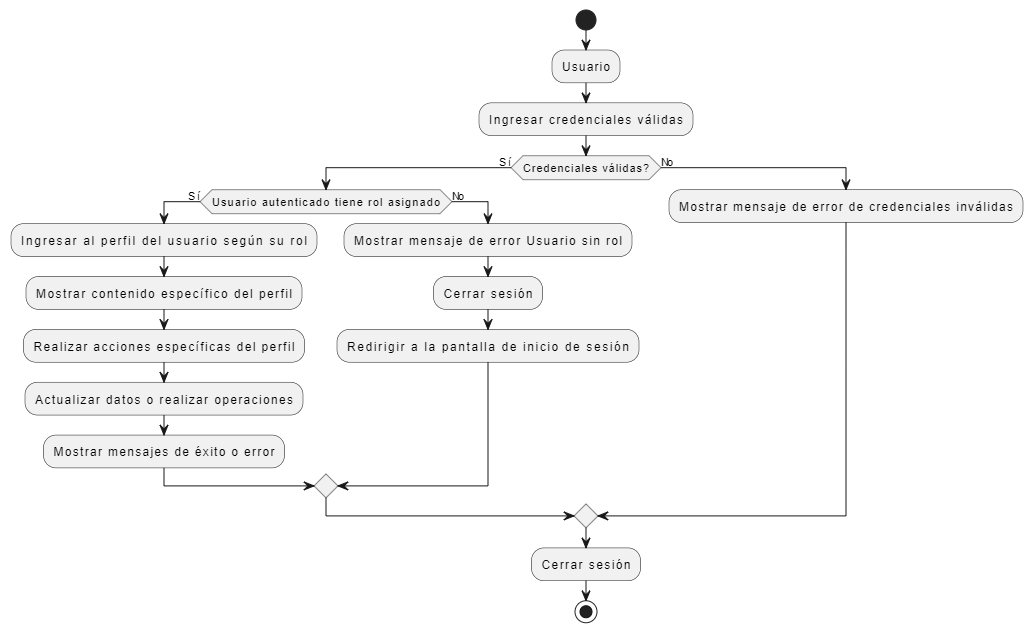 Usuario
Ingresar credenciales válidas
Sí
Credenciales válidas?
No
Sí
Usuario autenticado tiene rol asignado
No
Mostrar mensaje de error de credenciales inválidas
Ingresar al perfil del usuario según su rol
Mostrar mensaje de error Usuario sin rol
Mostrar contenido específico del perfil
Cerrar sesión
Realizar acciones específicas del perfil
Redirigir a la pantalla de inicio de sesión
Actualizar datos o realizar operaciones
Mostrar mensajes de éxito o error
Cerrar sesión